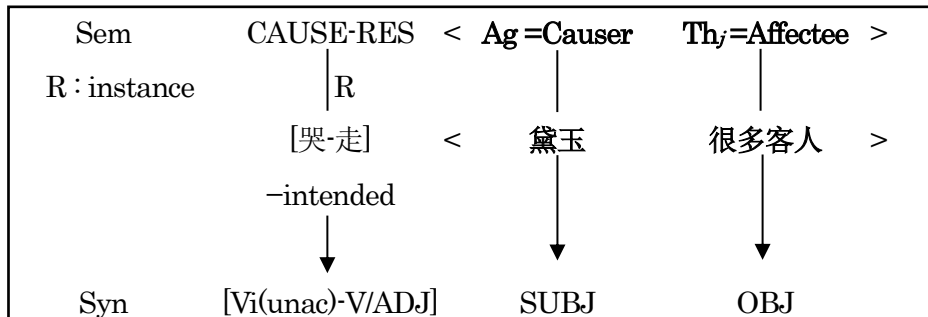 Sem CAUSE-RES < Ag =Causer Thj=Affectee >
R：instance R
[哭-走] < 黛玉 很多客人 >
−intended
Syn [Vi(unac)-V/ADJ] SUBJ OBJ